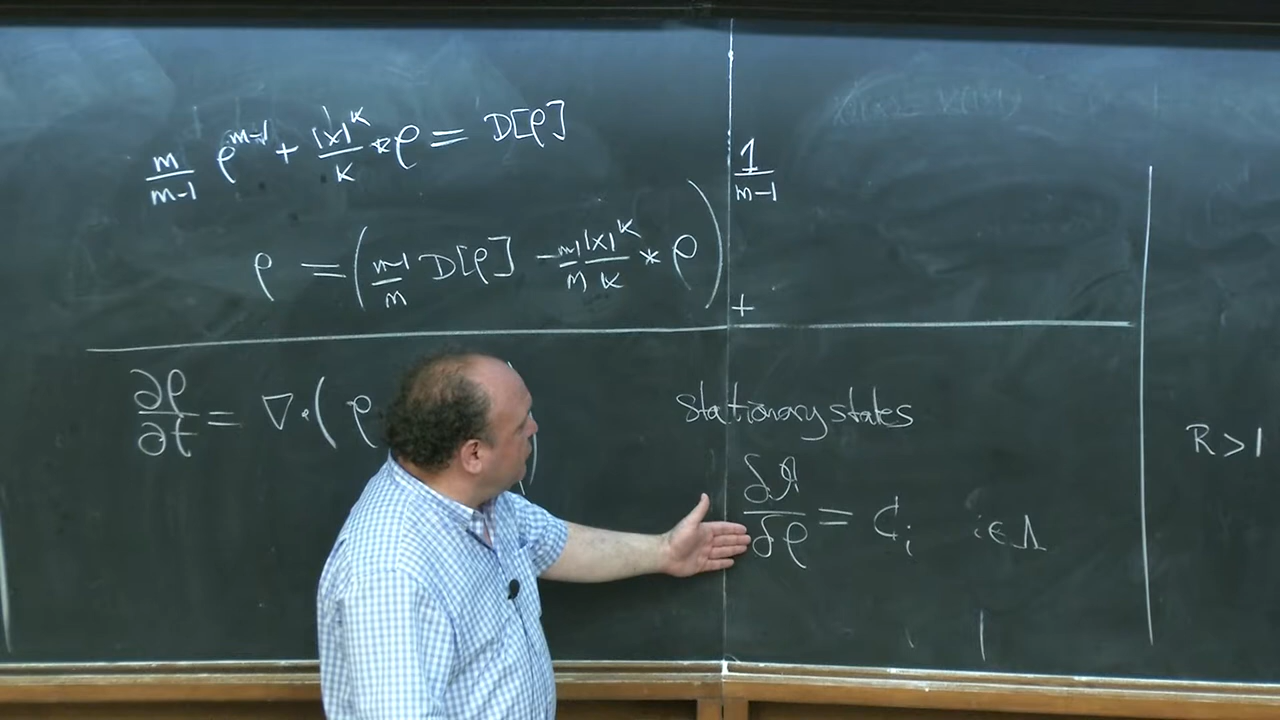 m/(m-1) ρ^{m-1} + |x|^k/k * ρ = D[ρ]
ρ = ( (m-1)/m D[ρ] - (m-1)/m |x|^k/k * ρ )_+^{1/(m-1)}
∂ρ/∂t = ∇·( ρ )
stationary states
δF/δρ = C_i i∈Λ
R>1